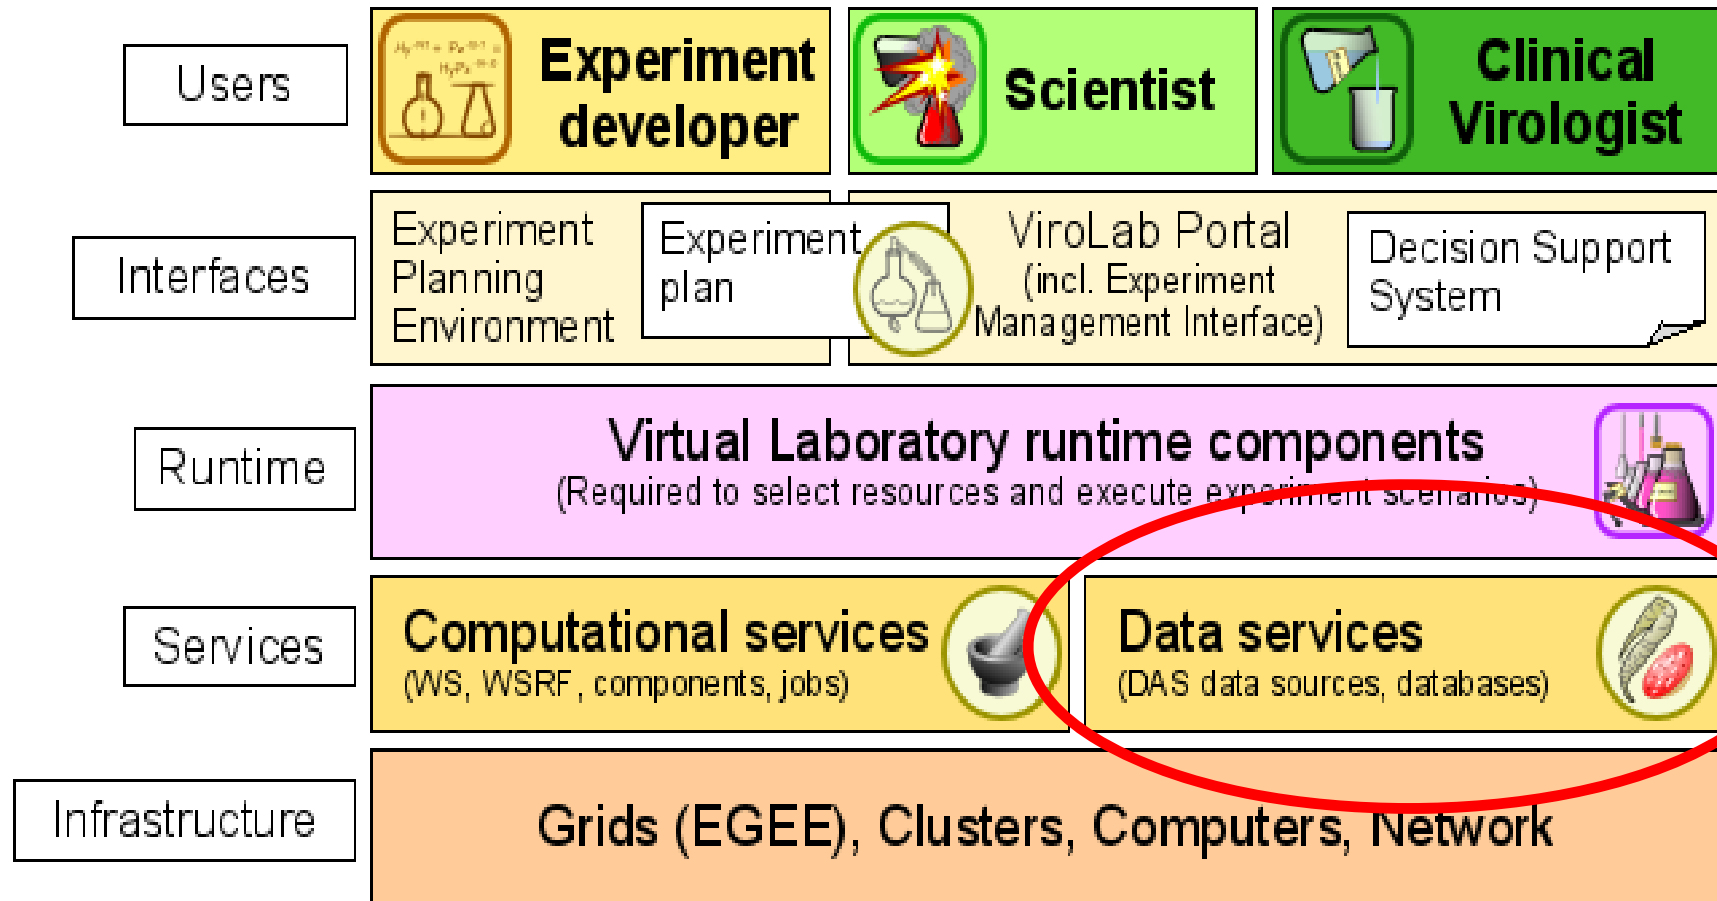 Users
Experiment
developer
Scientist
Clinical
Virologist
Interfaces
Experiment
Planning
Environment
Experiment
plan
ViroLab Portal
(incl. Experiment
Management Interface)
Decision Support
System
Runtime
Virtual Laboratory runtime components
(Required to select resources and execute experiment scenarios)
Services
Computational services
(WS, WSRF, components, jobs)
Data services
(DAS data sources, databases)
Infrastructure
Grids (EGEE), Clusters, Computers, Network